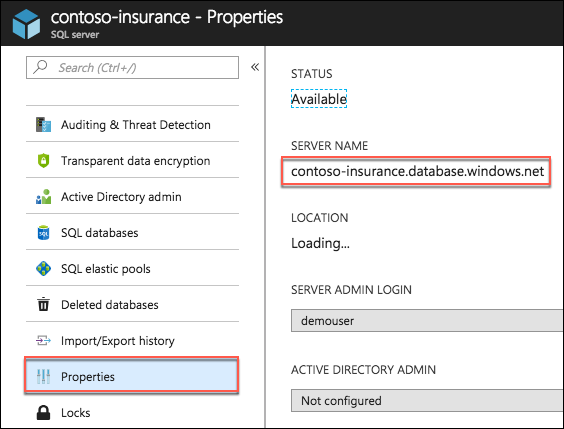 contoso-insurance - Properties
SQL server
Search (Ctrl+/)
«
Auditing & Threat Detection
Transparent data encryption
Active Directory admin
SQL databases
SQL elastic pools
Deleted databases
Import/Export history
Properties
Locks
STATUS
Available
SERVER NAME
contoso-insurance.database.windows.net
LOCATION
Loading...
SERVER ADMIN LOGIN
demouser
ACTIVE DIRECTORY ADMIN
Not configured